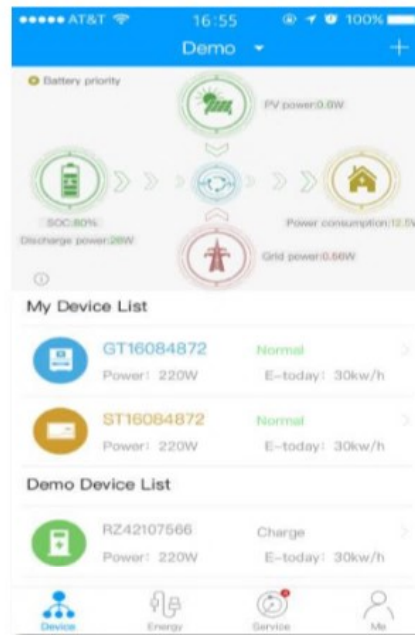 AT&T 16:55 100%
Demo
Battery priority
PV power:0.0W
SOC:80%
Discharge power:26W
Power consumption:12.5W
Grid power:0.56W
My Device List
GT16084872 Normal
Power: 220W E-today: 30kw/h
ST16084872 Normal
Power: 220W E-today: 30kw/h
Demo Device List
RZ42107566 Charge
Power: 220W E-today: 30kw/h
Device Energy Service Me